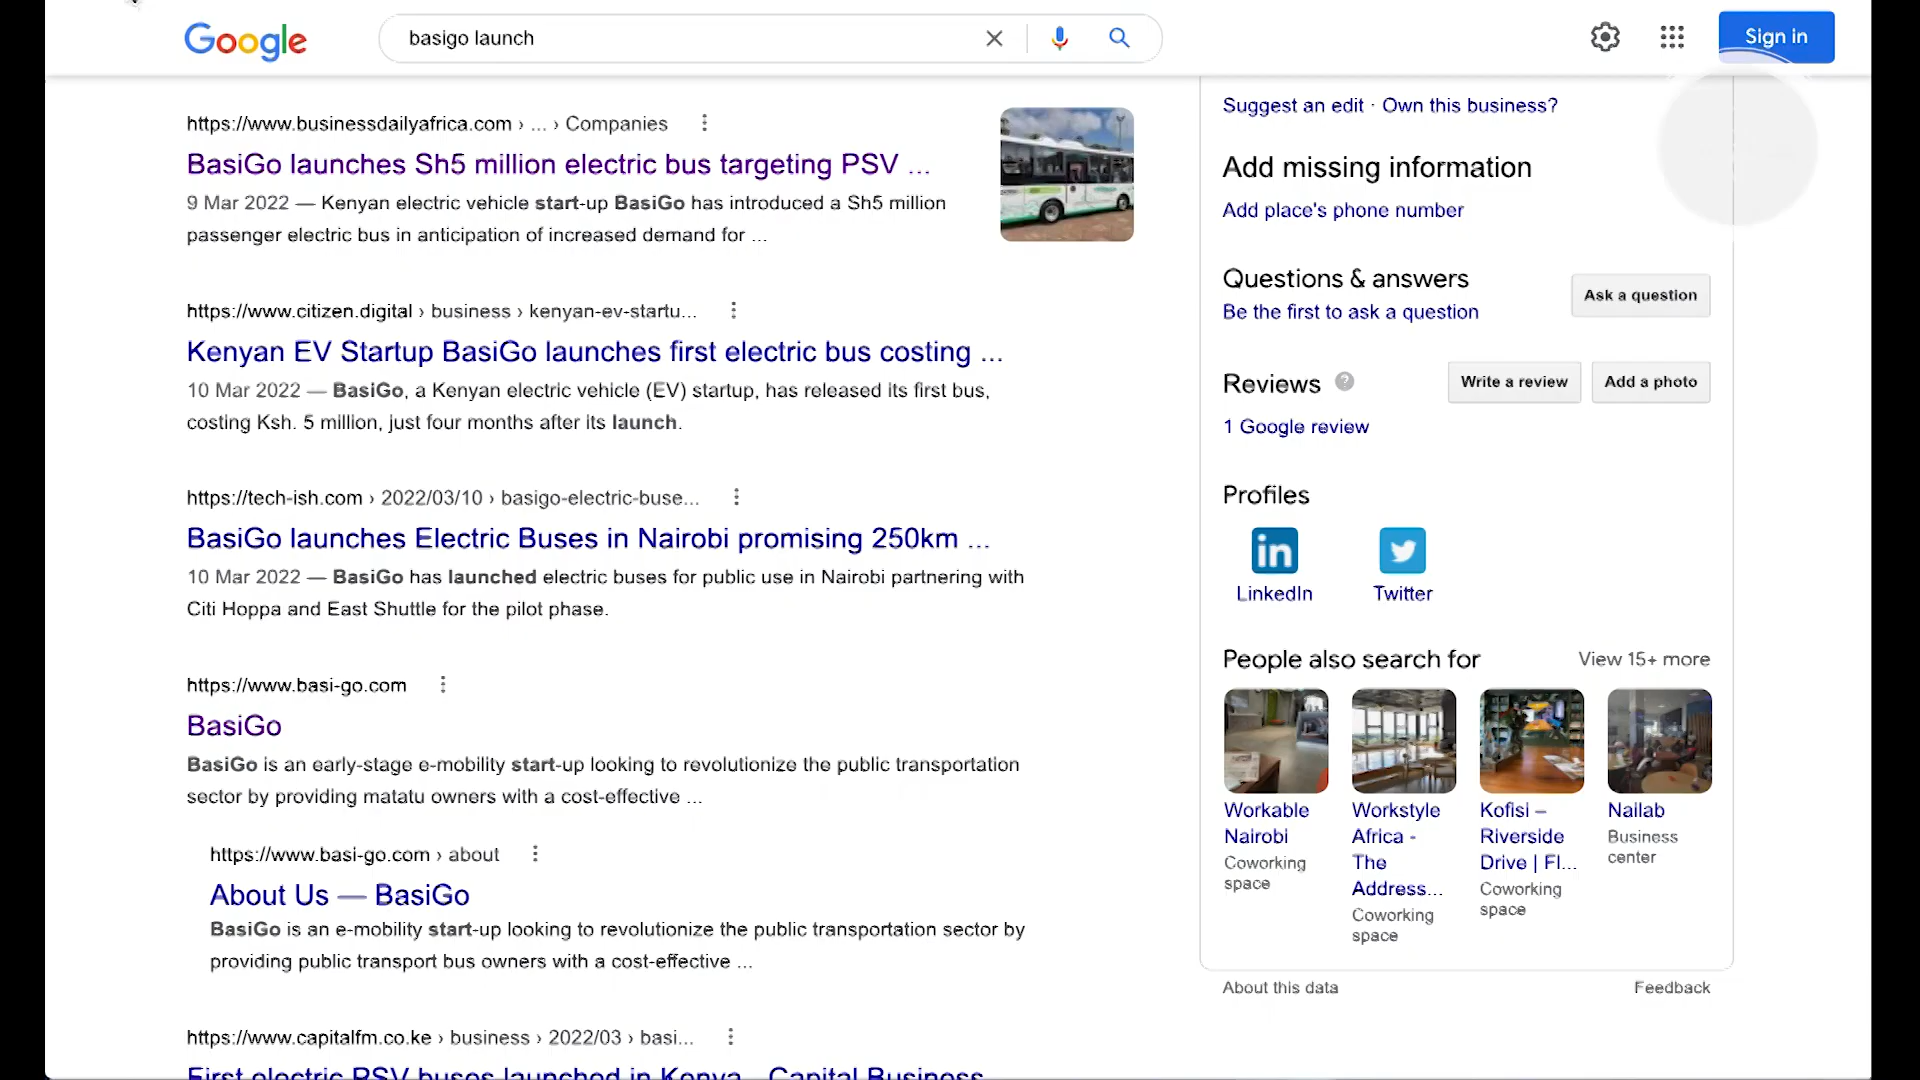 Google
basigo launch
Sign in
https://www.businessdailyafrica.com › ... › Companies
BasiGo launches Sh5 million electric bus targeting PSV ...
9 Mar 2022 — Kenyan electric vehicle start-up BasiGo has introduced a Sh5 million
passenger electric bus in anticipation of increased demand for ...
https://www.citizen.digital › business › kenyan-ev-startu...
Kenyan EV Startup BasiGo launches first electric bus costing ...
10 Mar 2022 — BasiGo, a Kenyan electric vehicle (EV) startup, has released its first bus,
costing Ksh. 5 million, just four months after its launch.
https://tech-ish.com › 2022/03/10 › basigo-electric-buse...
BasiGo launches Electric Buses in Nairobi promising 250km ...
10 Mar 2022 — BasiGo has launched electric buses for public use in Nairobi partnering with
Citi Hoppa and East Shuttle for the pilot phase.
https://www.basi-go.com
BasiGo
BasiGo is an early-stage e-mobility start-up looking to revolutionize the public transportation
sector by providing matatu owners with a cost-effective ...
https://www.basi-go.com › about
About Us — BasiGo
BasiGo is an e-mobility start-up looking to revolutionize the public transportation sector by
providing public transport bus owners with a cost-effective ...
https://www.capitalfm.co.ke › business › 2022/03 › basi...
First electric PSV buses launched in Kenya - Capital Business
Suggest an edit · Own this business?
Add missing information
Add place's phone number
Questions & answers
Be the first to ask a question
Ask a question
Reviews
Write a review
Add a photo
1 Google review
Profiles
LinkedIn
Twitter
People also search for
View 15+ more
Workable
Nairobi
Coworking
space
Workstyle
Africa -
The
Address...
Coworking
space
Kofisi –
Riverside
Drive | Fl...
Coworking
space
Nailab
Business
center
About this data
Feedback